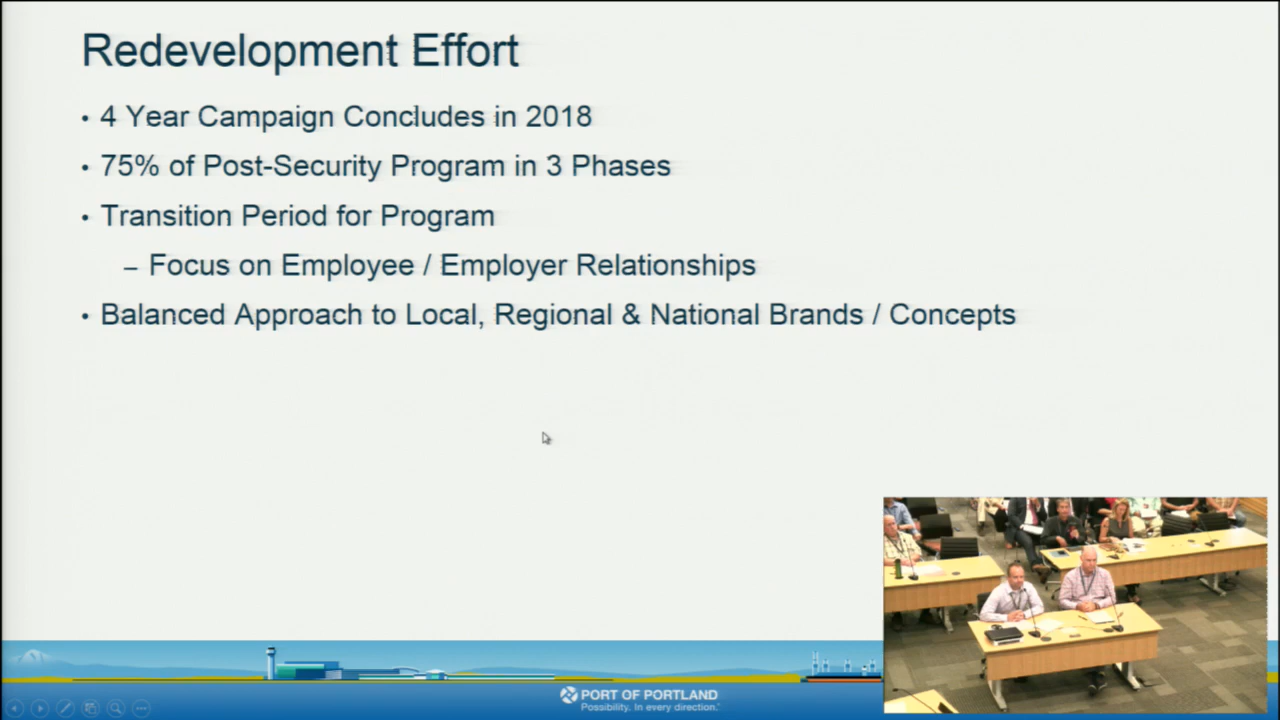 Redevelopment Effort
• 4 Year Campaign Concludes in 2018
• 75% of Post-Security Program in 3 Phases
• Transition Period for Program
– Focus on Employee / Employer Relationships
• Balanced Approach to Local, Regional & National Brands / Concepts
PORT OF PORTLAND
Possibility. In every direction.™